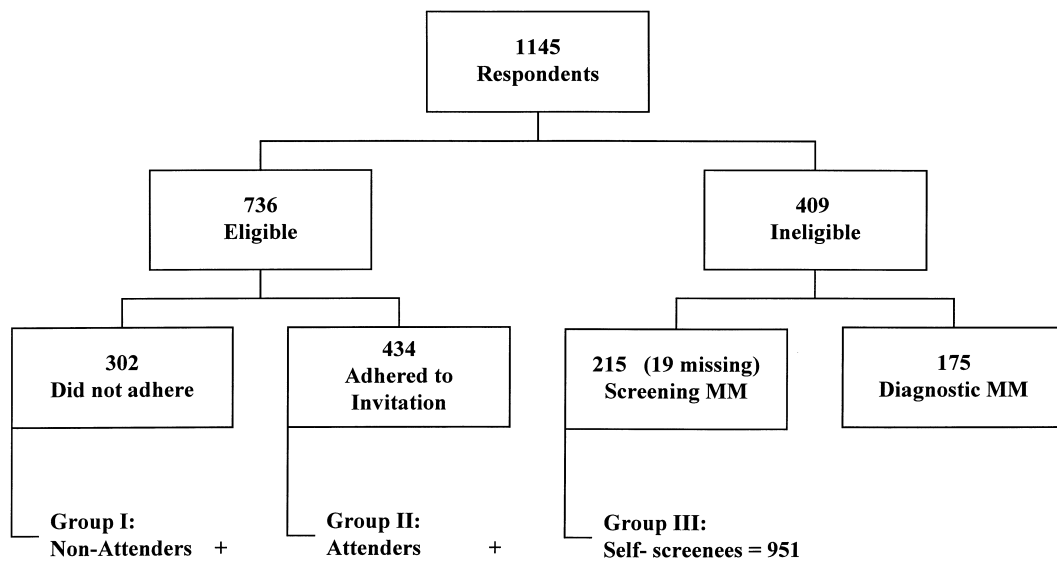 1145
Respondents
736
Eligible
409
Ineligible
302
Did not adhere
434
Adhered to
Invitation
215 (19 missing)
Screening MM
175
Diagnostic MM
Group I:
Non-Attenders +
Group II:
Attenders +
Group III:
Self- screenees = 951